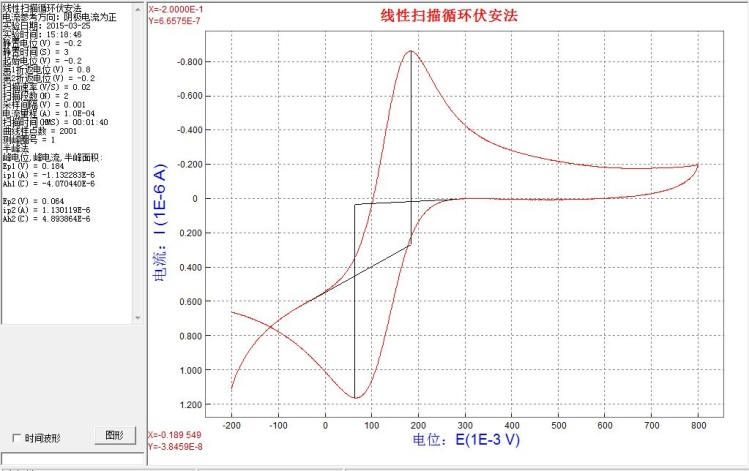 线性扫描循环伏安法
电流参考方向: 阴极电流为正
实验日期: 2015-03-25
实验时间: 15:18:46
静置电位(V) = -0.2
静置时间(S) = 3
起始电位(V) = -0.2
第1折返电位(V) = 0.8
第2折返电位(V) = -0.2
扫描速率(V/S) = 0.02
扫描段数(N) = 2
采样间隔(V) = 0.001
电流量程(A) = 1.0E-04
扫描时间(HMS) = 00:01:40
曲线样点数 = 2001
测峰圈号 = 1
半峰法
峰电位,峰电流,半峰面积:
Ep1(V) = 0.184
ip1(A) = -1.132283E-6
Ah1(C) = -4.070440E-6
Ep2(V) = 0.064
ip2(A) = 1.130119E-6
Ah2(C) = 4.893864E-6
时间波形
图形
X=-2.0000E-1
Y=6.6575E-7
线性扫描循环伏安法
-0.800
-0.600
-0.400
-0.200
0
0.200
0.400
0.600
0.800
1.000
1.200
电流: I (1E-6 A)
-200
-100
0
100
200
300
400
500
600
700
800
X=-0.189 549
Y=-3.8459E-8
电位: E(1E-3 V)